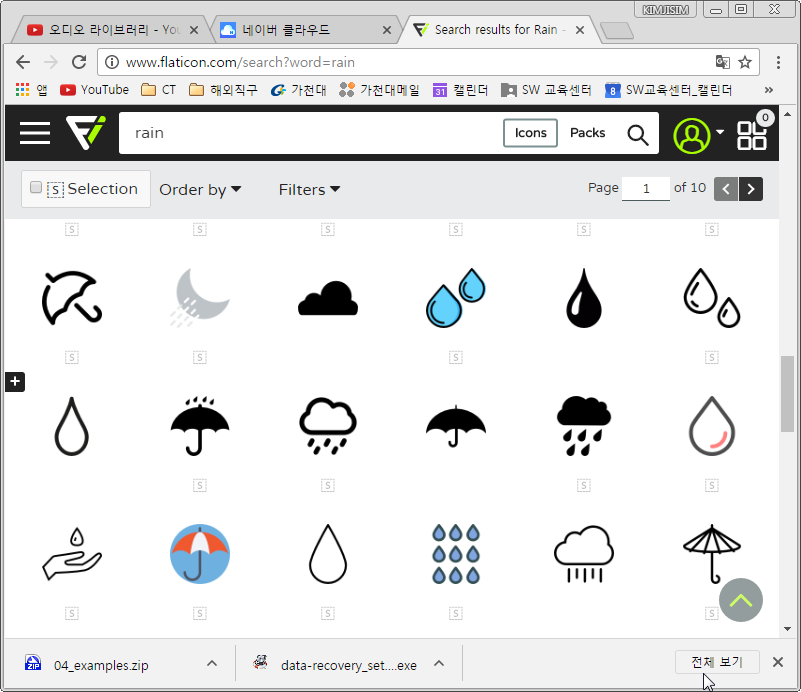 KIMJISIM
오디오 라이브러리 - You
네이버 클라우드
Search results for Rain -
www.flaticon.com/search?word=rain
앱 YouTube CT 해외직구 가천대 가천대메일 31 캘린더 SW 교육센터 8 SW교육센터_캘린더 »
rain Icons Packs 0
S Selection Order by Filters Page 1 of 10
S S S S S S
S S S S
S S S S
S S S S S
04_examples.zip data-recovery_set....exe 전체 보기